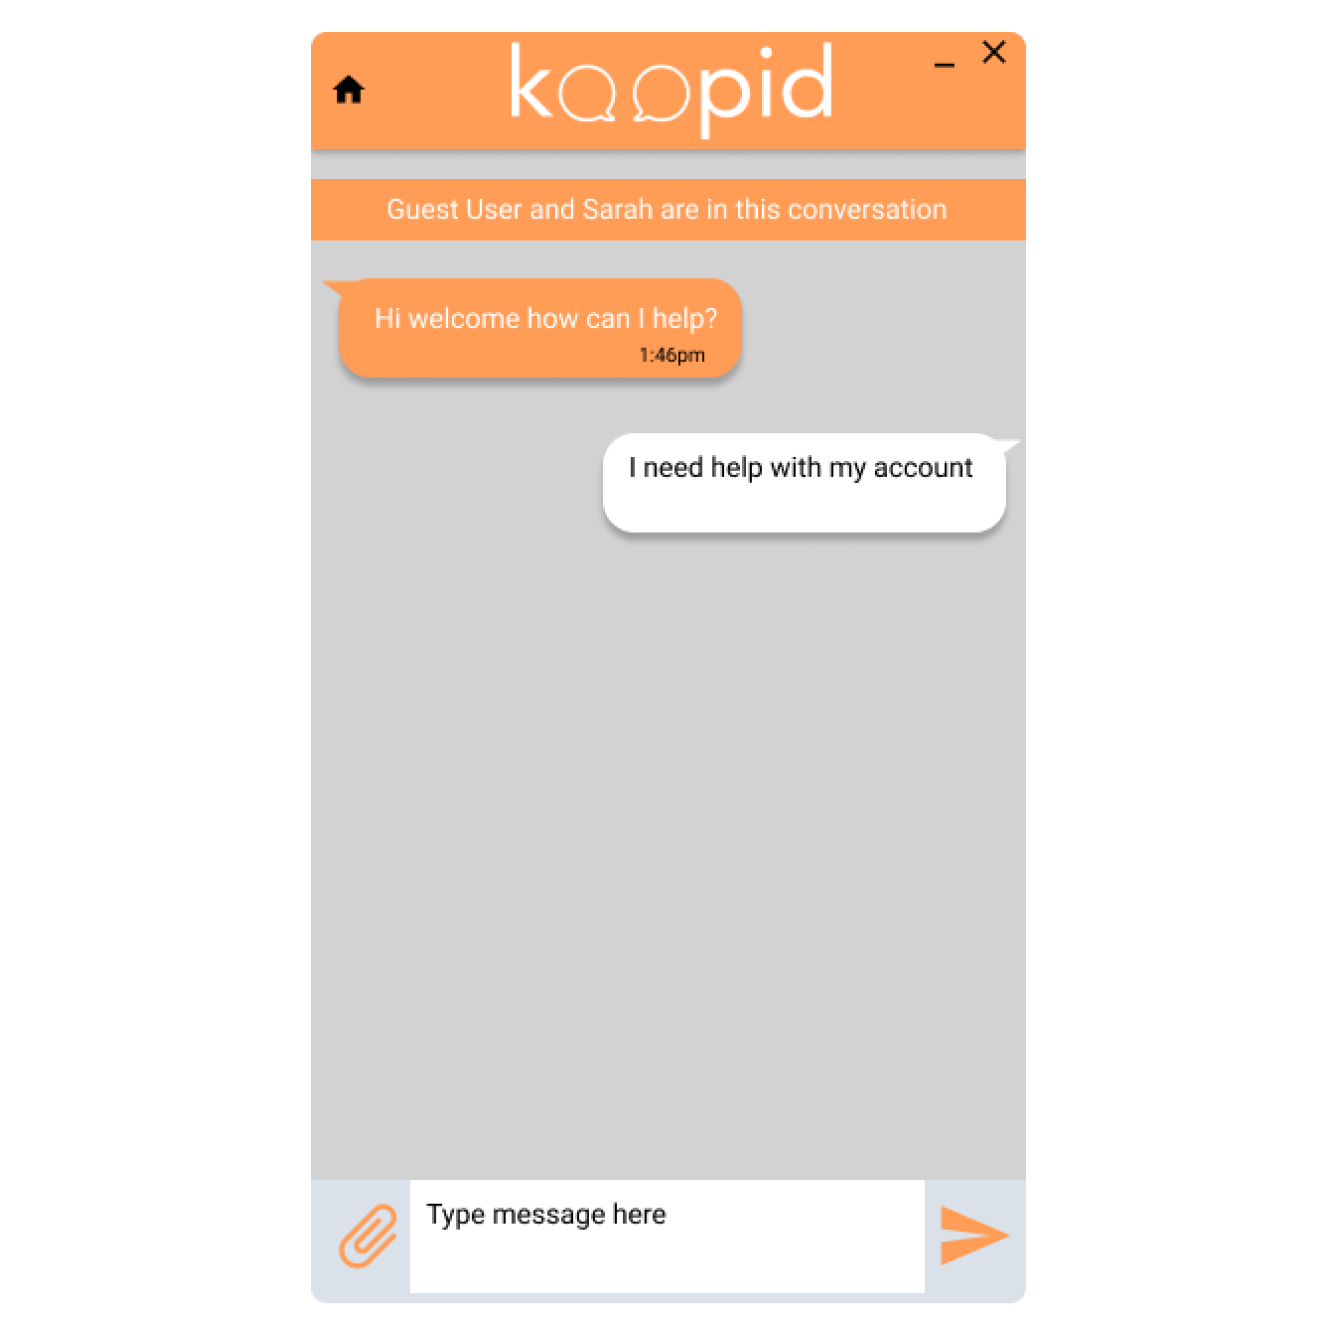 koopid
Guest User and Sarah are in this conversation
Hi welcome how can I help?
1:46pm
I need help with my account
Type message here